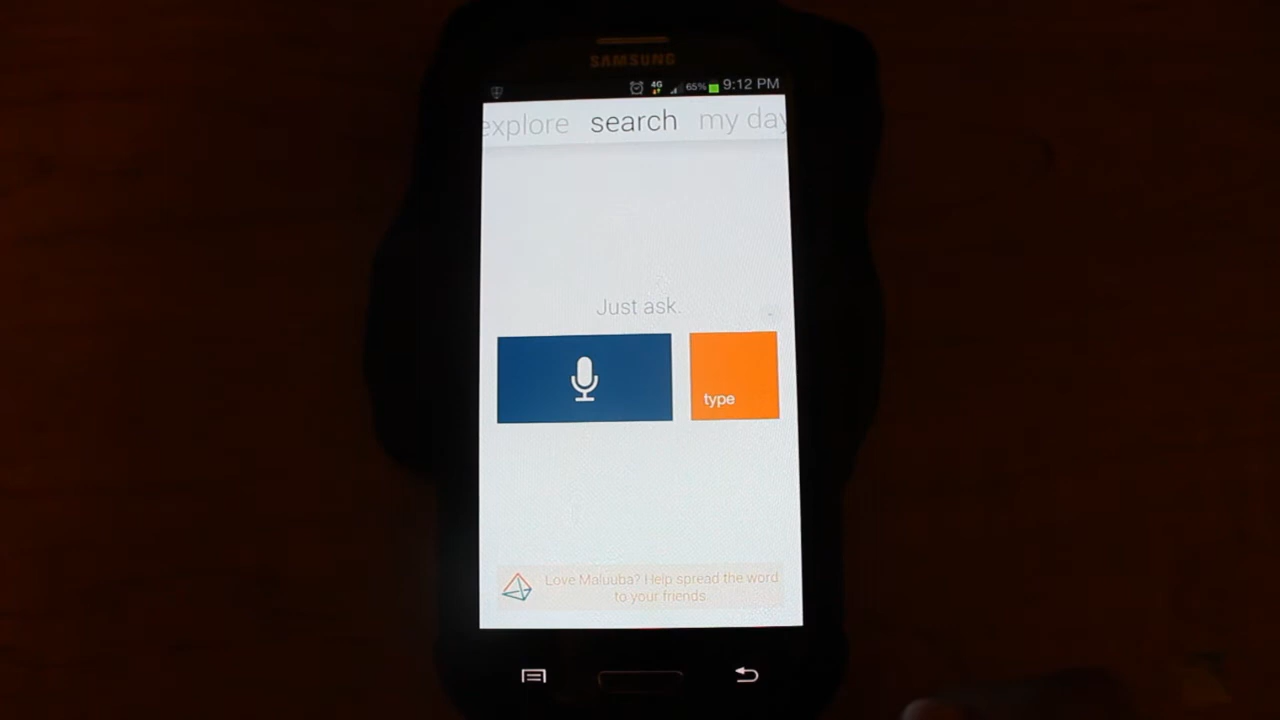 SAMSUNG
4G 65% 9:12 PM
explore search my day
Just ask.
type
Love Maluuba? Help spread the word
to your friends